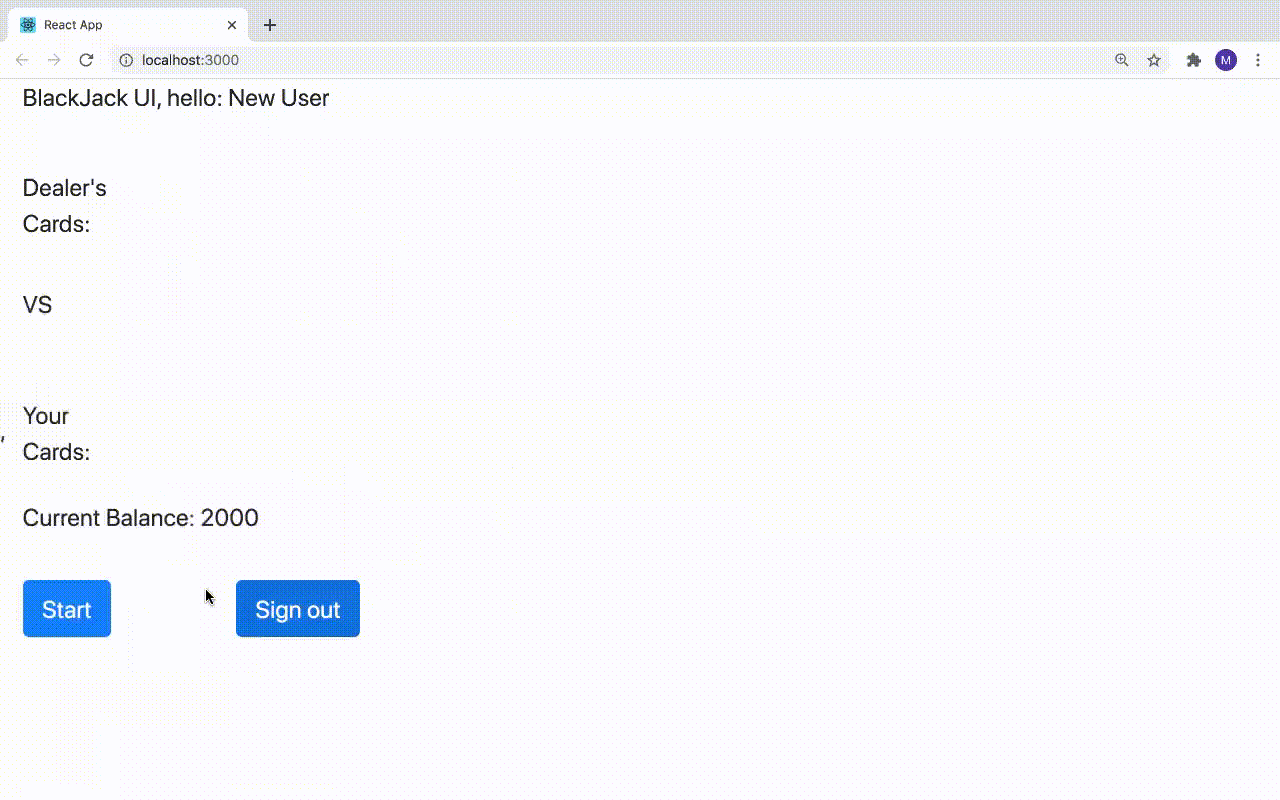 React App
localhost:3000
M
BlackJack UI, hello: New User
Dealer's
Cards:
VS
Your
,
Cards:
Current Balance: 2000
Start
Sign out